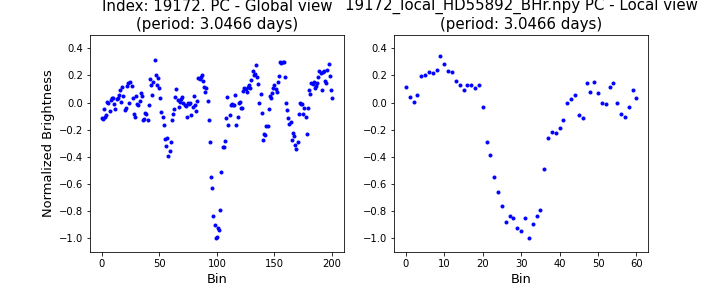 Index: 19172. PC - Global view
(period: 3.0466 days)
19172_local_HD55892_BHr.npy PC - Local view
(period: 3.0466 days)
Normalized Brightness
0.4
0.2
0.0
−0.2
−0.4
−0.6
−0.8
−1.0
0 50 100 150 200
Bin
0.4
0.2
0.0
−0.2
−0.4
−0.6
−0.8
−1.0
0 10 20 30 40 50 60
Bin